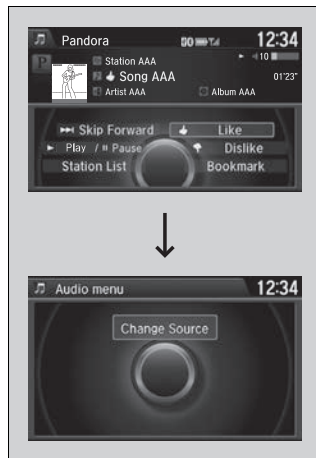 Pandora 12:34
Station AAA 10
Song AAA 01'23"
Artist AAA Album AAA
Skip Forward Like
Play / Pause Dislike
Station List Bookmark
Audio menu 12:34
Change Source